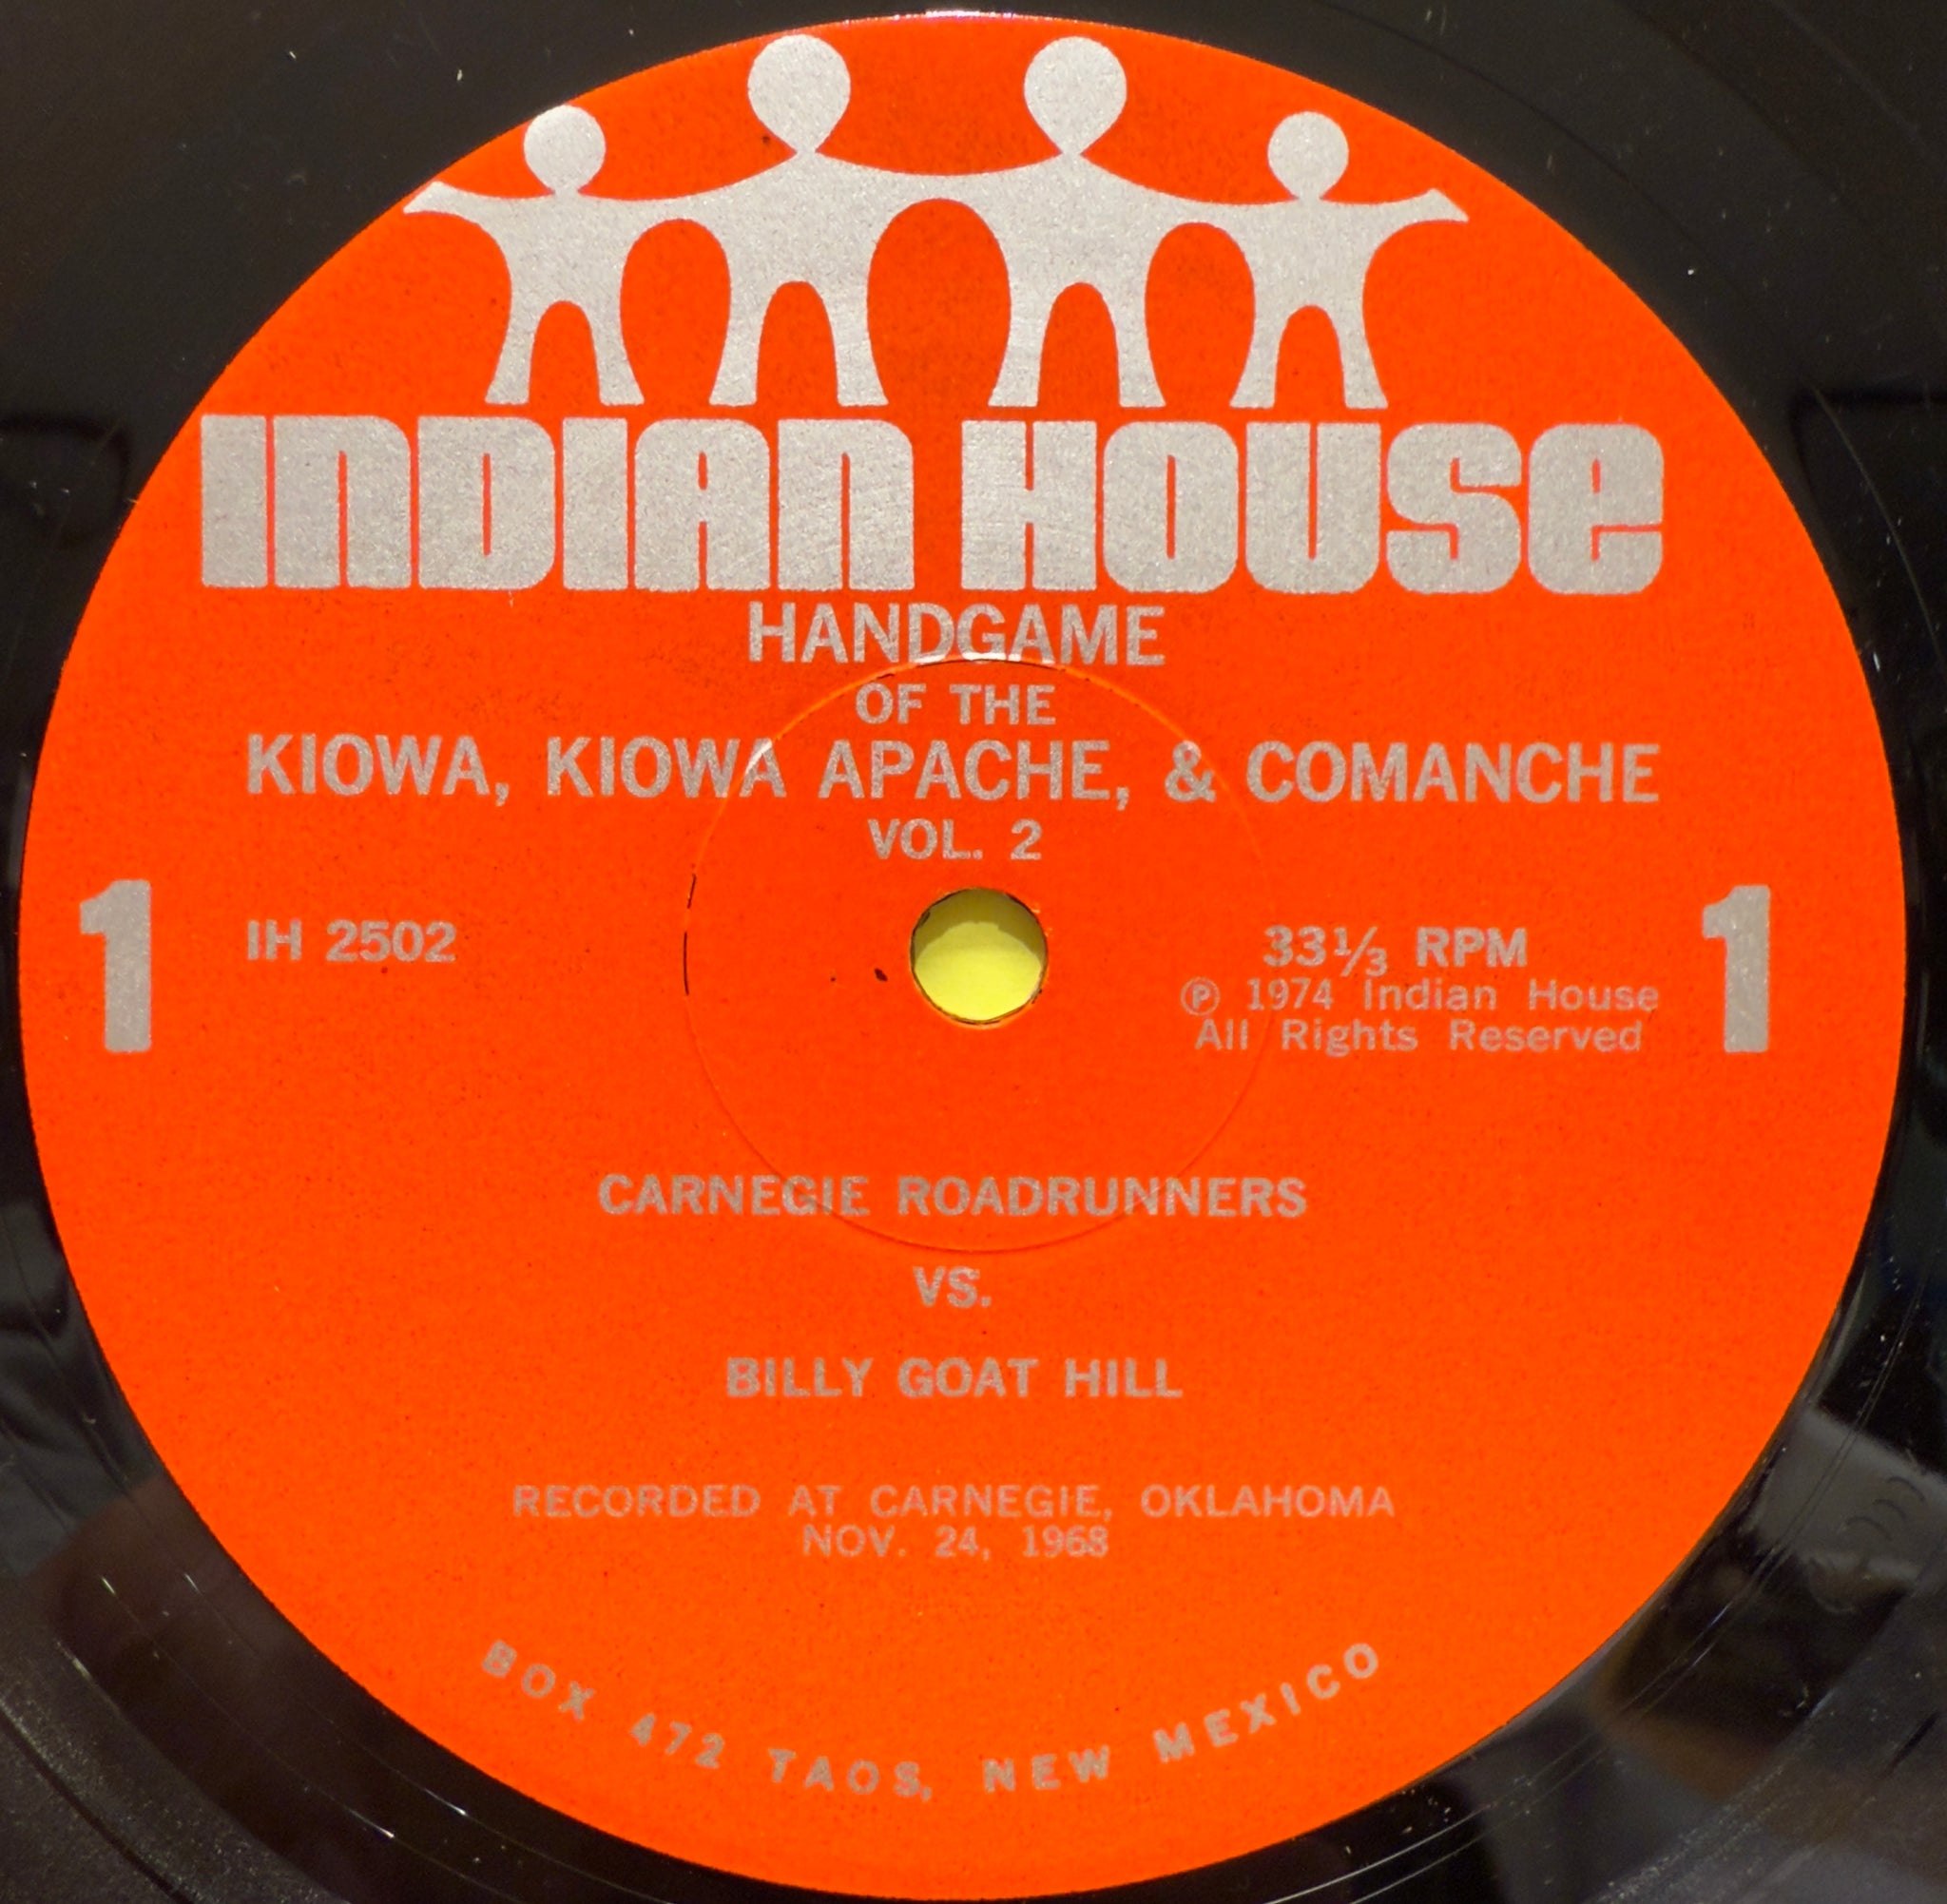 INDIAN HOUSE
HANDGAME
OF THE
KIOWA, KIOWA APACHE, & COMANCHE
VOL. 2
1
IH 2502
33⅓ RPM
℗ 1974 Indian House
All Rights Reserved
1
CARNEGIE ROADRUNNERS
VS.
BILLY GOAT HILL
RECORDED AT CARNEGIE, OKLAHOMA
NOV. 24, 1968
BOX 472 TAOS, NEW MEXICO